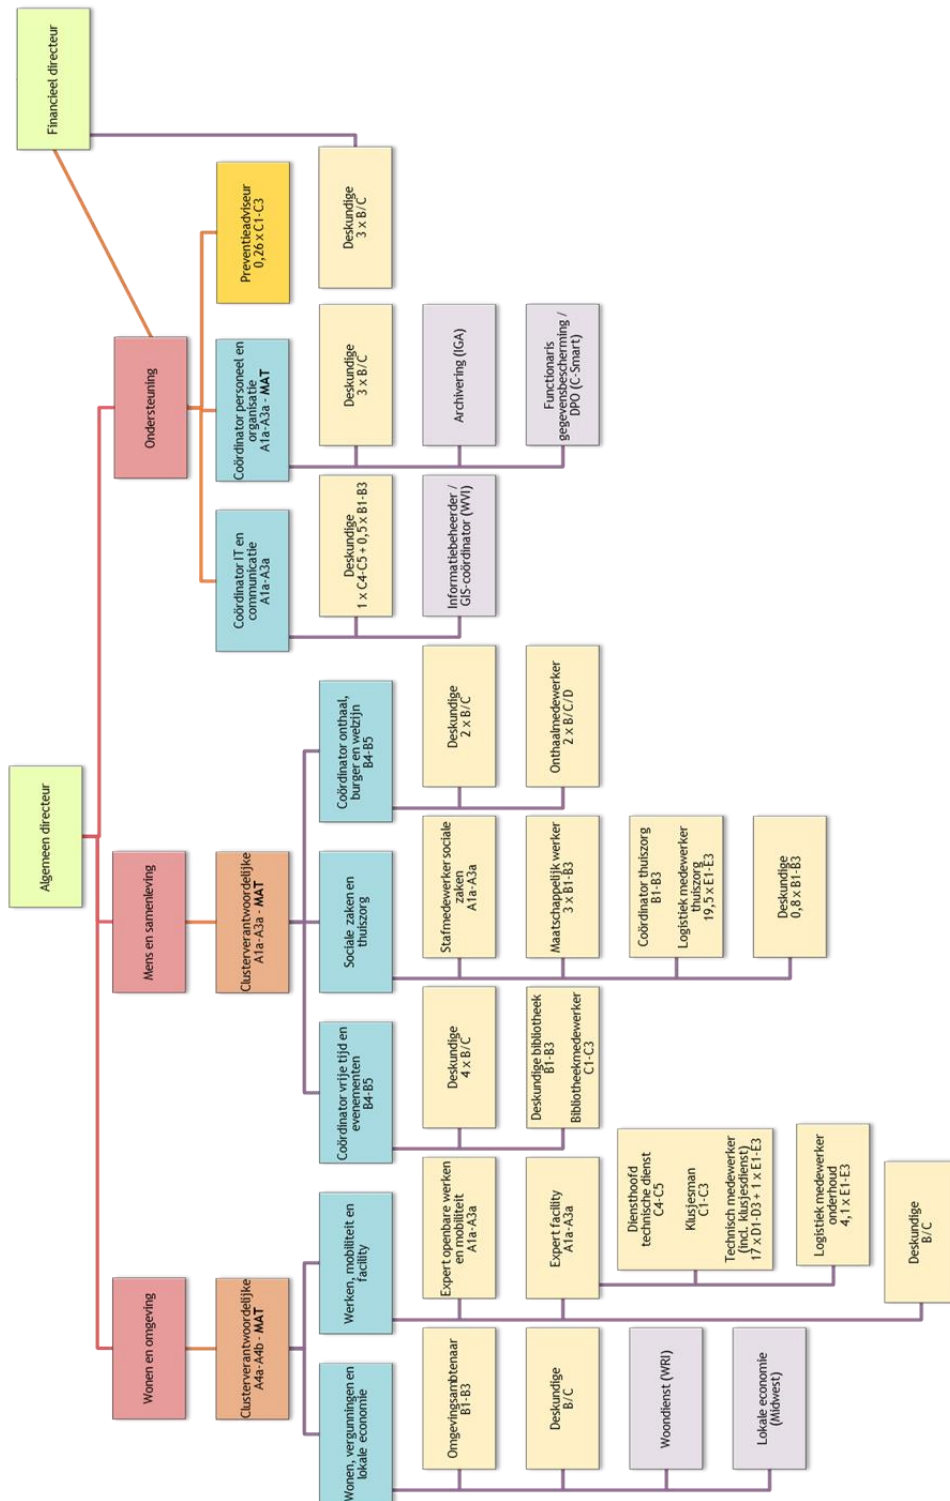 Algemeen directeur
Financieel directeur
Wonen en omgeving
Mens en samenleving
Ondersteuning
Clusterverantwoordelijke
A4a-A4b - MAT
Clusterverantwoordelijke
A1a-A3a - MAT
Coördinator IT en
communicatie
A1a-A3a
Coördinator personeel en
organisatie
A1a-A3a - MAT
Preventieadviseur
0,26 x C1-C3
Wonen, vergunningen en
lokale economie
Werken, mobiliteit en
facility
Coördinator vrije tijd en
evenementen
B4-B5
Sociale zaken en
thuiszorg
Coördinator onthaal,
burger en welzijn
B4-B5
Deskundige
1 x C4-C5 + 0,5 x B1-B3
Deskundige
3 x B/C
Deskundige
3 x B/C
Omgevingsambtenaar
B1-B3
Expert openbare werken
en mobiliteit
A1a-A3a
Deskundige
4 x B/C
Stafmedewerker sociale
zaken
A1a-A3a
Deskundige
2 x B/C
Informatiebeheerder /
GIS-coördinator (WVI)
Archivering (IGA)
Deskundige
B/C
Expert facility
A1a-A3a
Deskundige bibliotheek
B1-B3
Bibliotheekmedewerker
C1-C3
Maatschappelijk werker
3 x B1-B3
Onthaalmedewerker
2 x B/C/D
Functionaris
gegevensbescherming /
DPO (C-Smart)
Woondienst (WRI)
Diensthoofd
technische dienst
C4-C5
Klusjesman
C1-C3
Technisch medewerker
(incl. klusjesdienst)
17 x D1-D3 + 1 x E1-E3
Coördinator thuiszorg
B1-B3
Logistiek medewerker
thuiszorg
19,5 x E1-E3
Lokale economie
(Midwest)
Logistiek medewerker
onderhoud
4,1 x E1-E3
Deskundige
0,8 x B1-B3
Deskundige
B/C